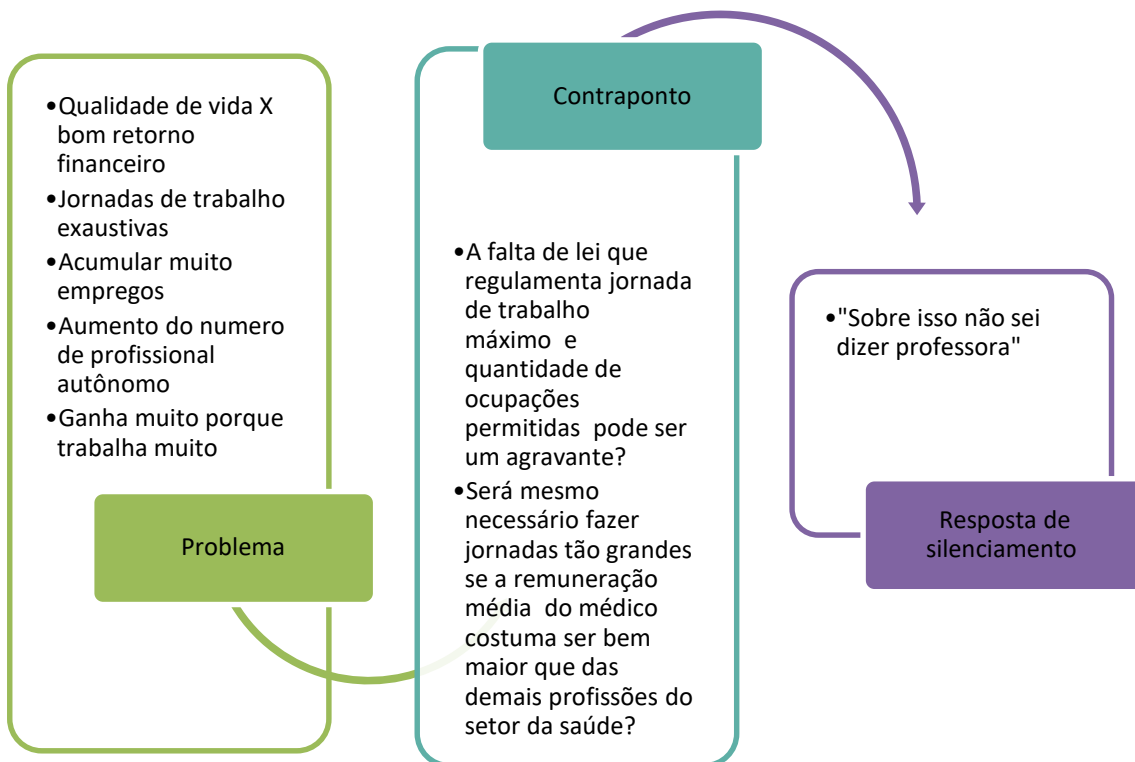 •Qualidade de vida X
bom retorno
financeiro
•Jornadas de trabalho
exaustivas
•Acumular muito
empregos
•Aumento do numero
de profissional
autônomo
•Ganha muito porque
trabalha muito
Problema
Contraponto
•A falta de lei que
regulamenta jornada
de trabalho
máximo e
quantidade de
ocupações
permitidas pode ser
um agravante?
•Será mesmo
necessário fazer
jornadas tão grandes
se a remuneração
média do médico
costuma ser bem
maior que das
demais profissões do
setor da saúde?
•"Sobre isso não sei
dizer professora"
Resposta de
silenciamento